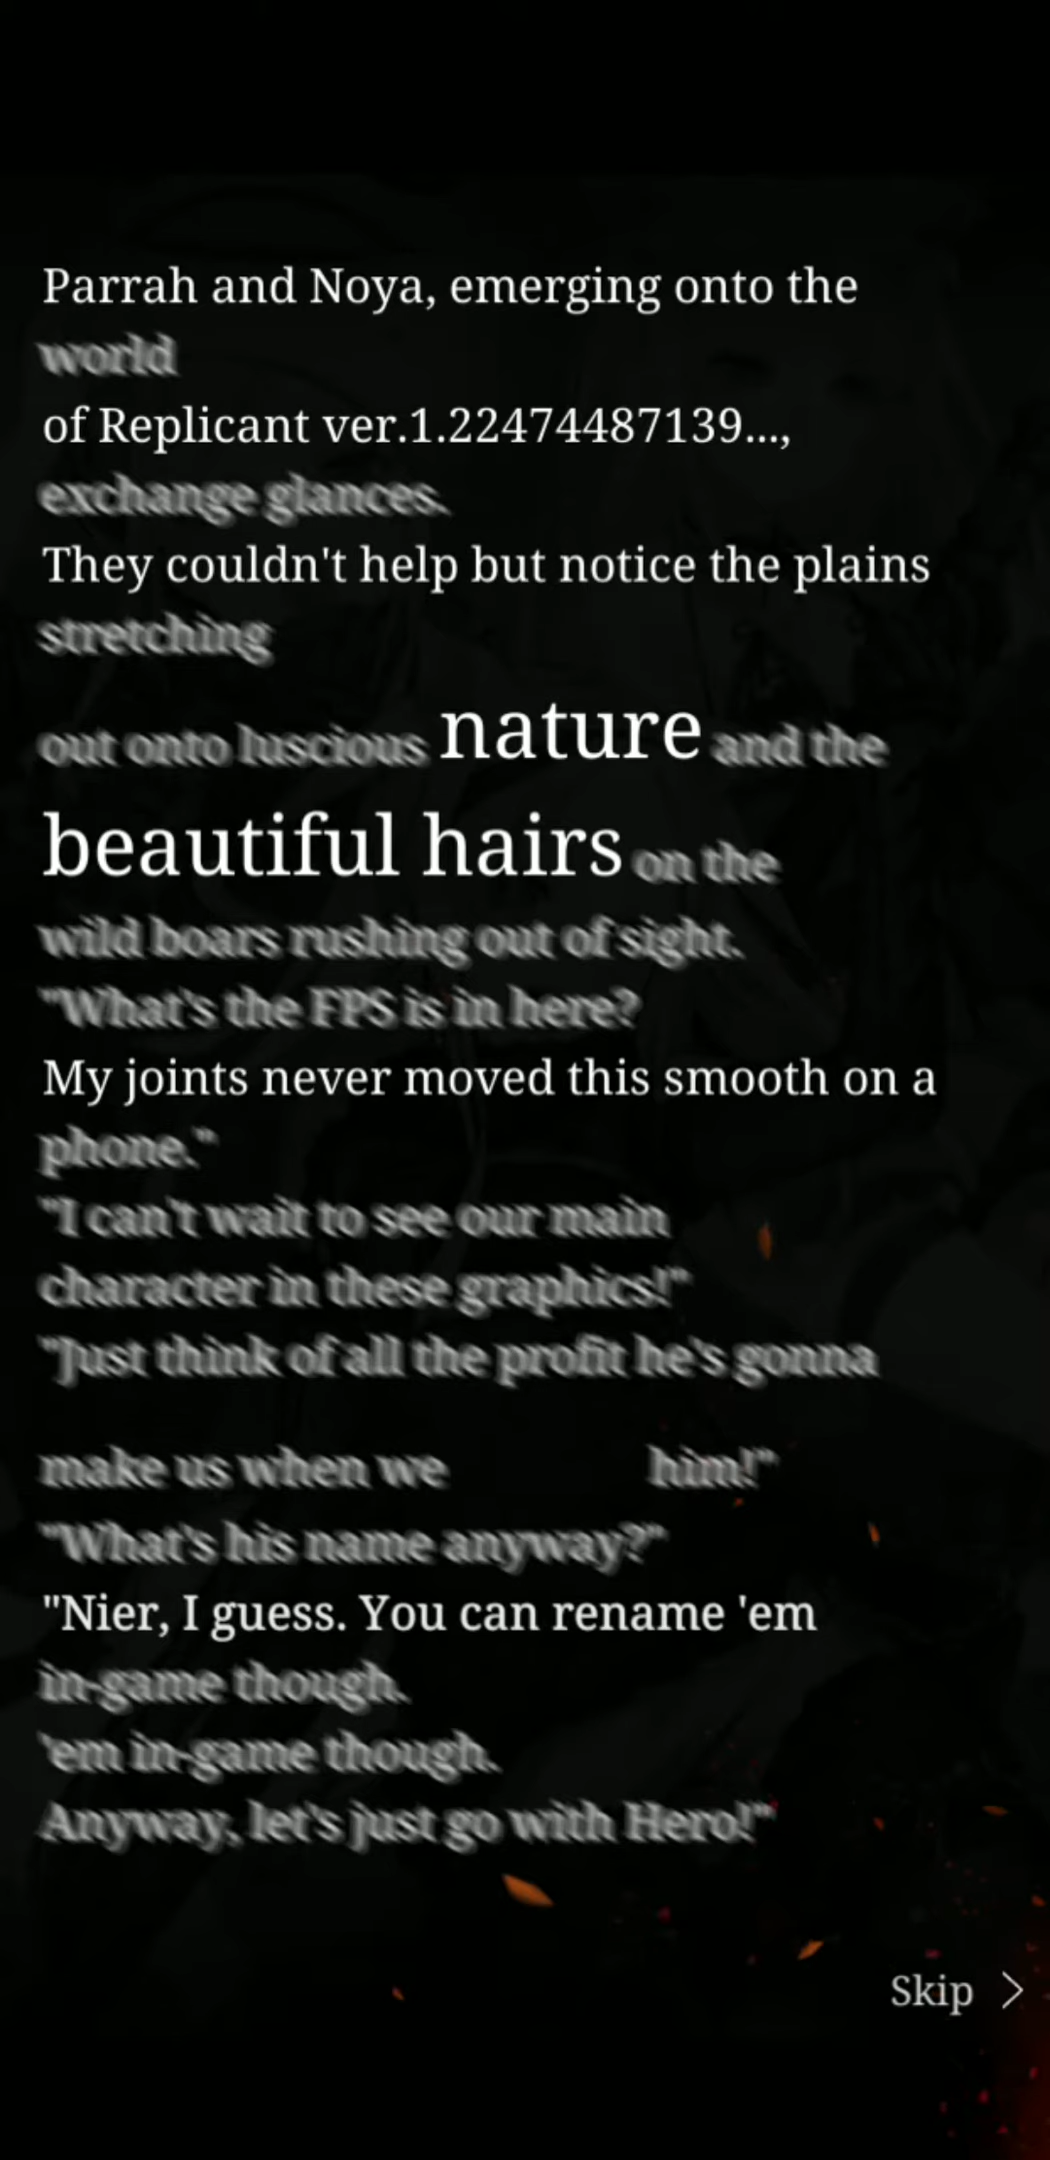 Parrah and Noya, emerging onto the
world
of Replicant ver.1.22474487139...,
exchange glances.
They couldn't help but notice the plains
stretching
out onto luscious nature and the
beautiful hairs on the
wild boars rushing out of sight.
"What's the FPS is in here?
My joints never moved this smooth on a
phone."
"I can't wait to see our main
character in these graphics!"
"Just think of all the profit he's gonna
make us when we him!"
"What's his name anyway?"
"Nier, I guess. You can rename 'em
in-game though.
'em in-game though.
Anyway, let's just go with Hero!"
Skip >